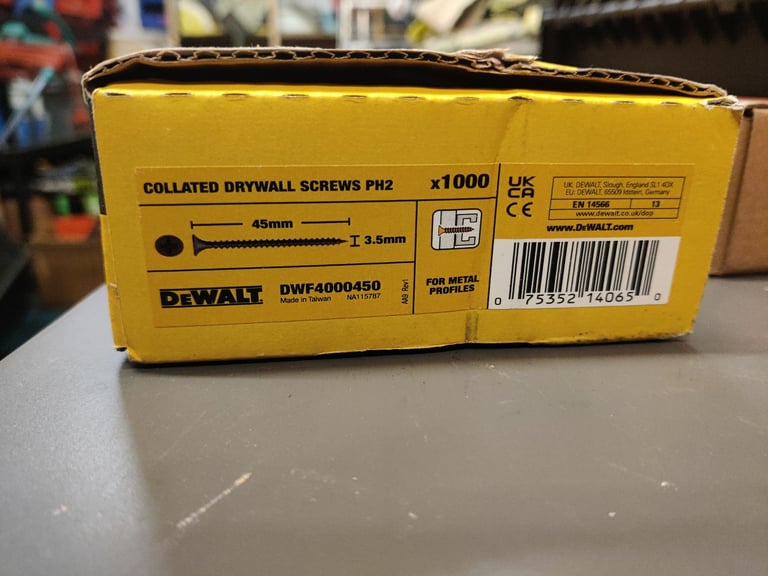 COLLATED DRYWALL SCREWS PH2
x1000
45mm
3.5mm
DEWALT
DWF4000450
Made in Taiwan
NA115787
AAB Rev1
FOR METAL
PROFILES
UK
CA
CE
UK: DEWALT, Slough, England SL1 4DX
EU: DEWALT, 65509 Idstein, Germany
EN 14566
13
www.dewalt.co.uk/dop
www.DEWALT.com
0 75352 14065 0